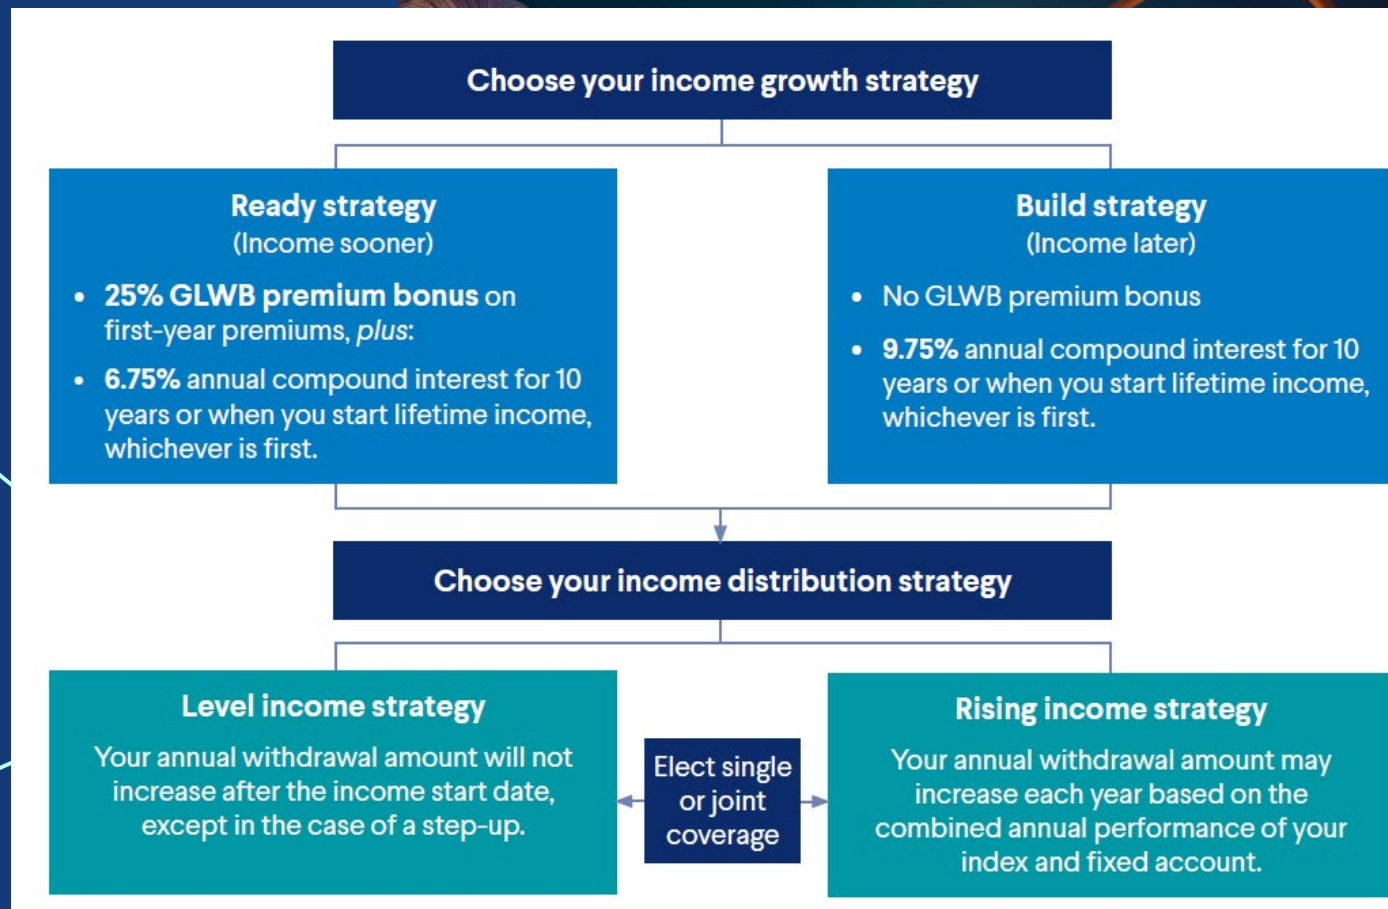 Choose your income growth strategy
Ready strategy
(Income sooner)
• 25% GLWB premium bonus on
first-year premiums, plus:
• 6.75% annual compound interest for 10
years or when you start lifetime income,
whichever is first.
Build strategy
(Income later)
• No GLWB premium bonus
• 9.75% annual compound interest for 10
years or when you start lifetime income,
whichever is first.
Choose your income distribution strategy
Level income strategy
Your annual withdrawal amount will not
increase after the income start date,
except in the case of a step-up.
Elect single
or joint
coverage
Rising income strategy
Your annual withdrawal amount may
increase each year based on the
combined annual performance of your
index and fixed account.